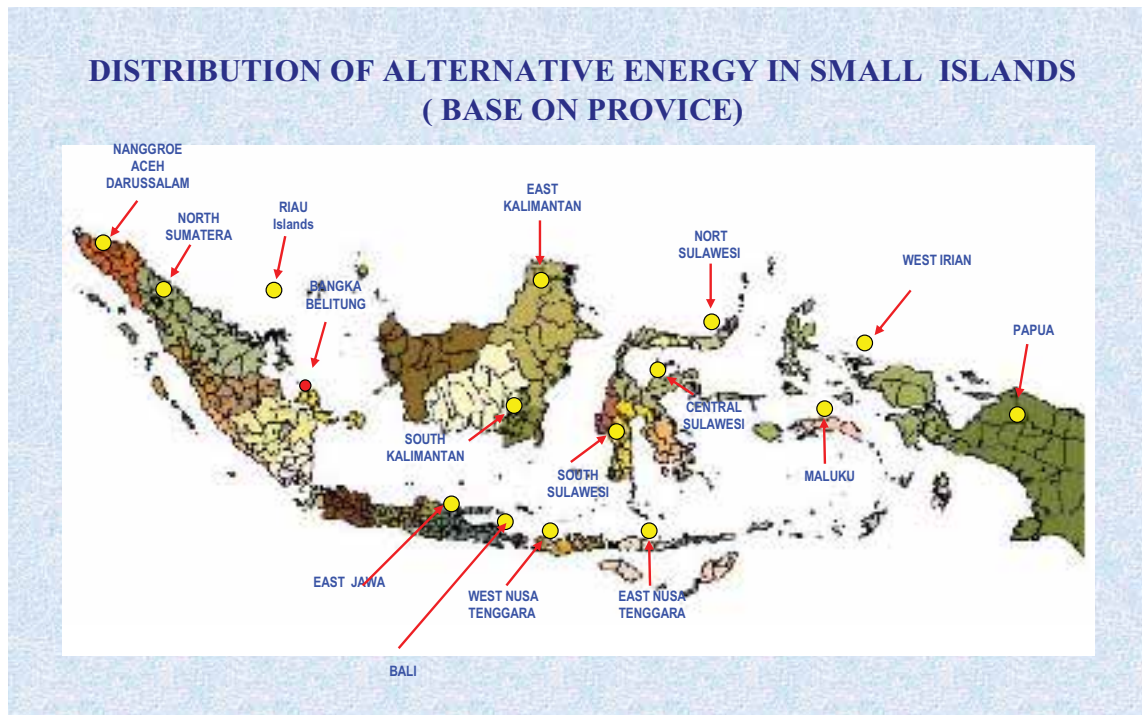 DISTRIBUTION OF ALTERNATIVE ENERGY IN SMALL ISLANDS
( BASE ON PROVICE)
NANGGROE
ACEH
DARUSSALAM
NORTH
SUMATERA
RIAU
Islands
BANGKA
BELITUNG
EAST
KALIMANTAN
NORT
SULAWESI
WEST IRIAN
PAPUA
SOUTH
KALIMANTAN
SOUTH
SULAWESI
CENTRAL
SULAWESI
MALUKU
EAST JAWA
WEST NUSA
TENGGARA
EAST NUSA
TENGGARA
BALI